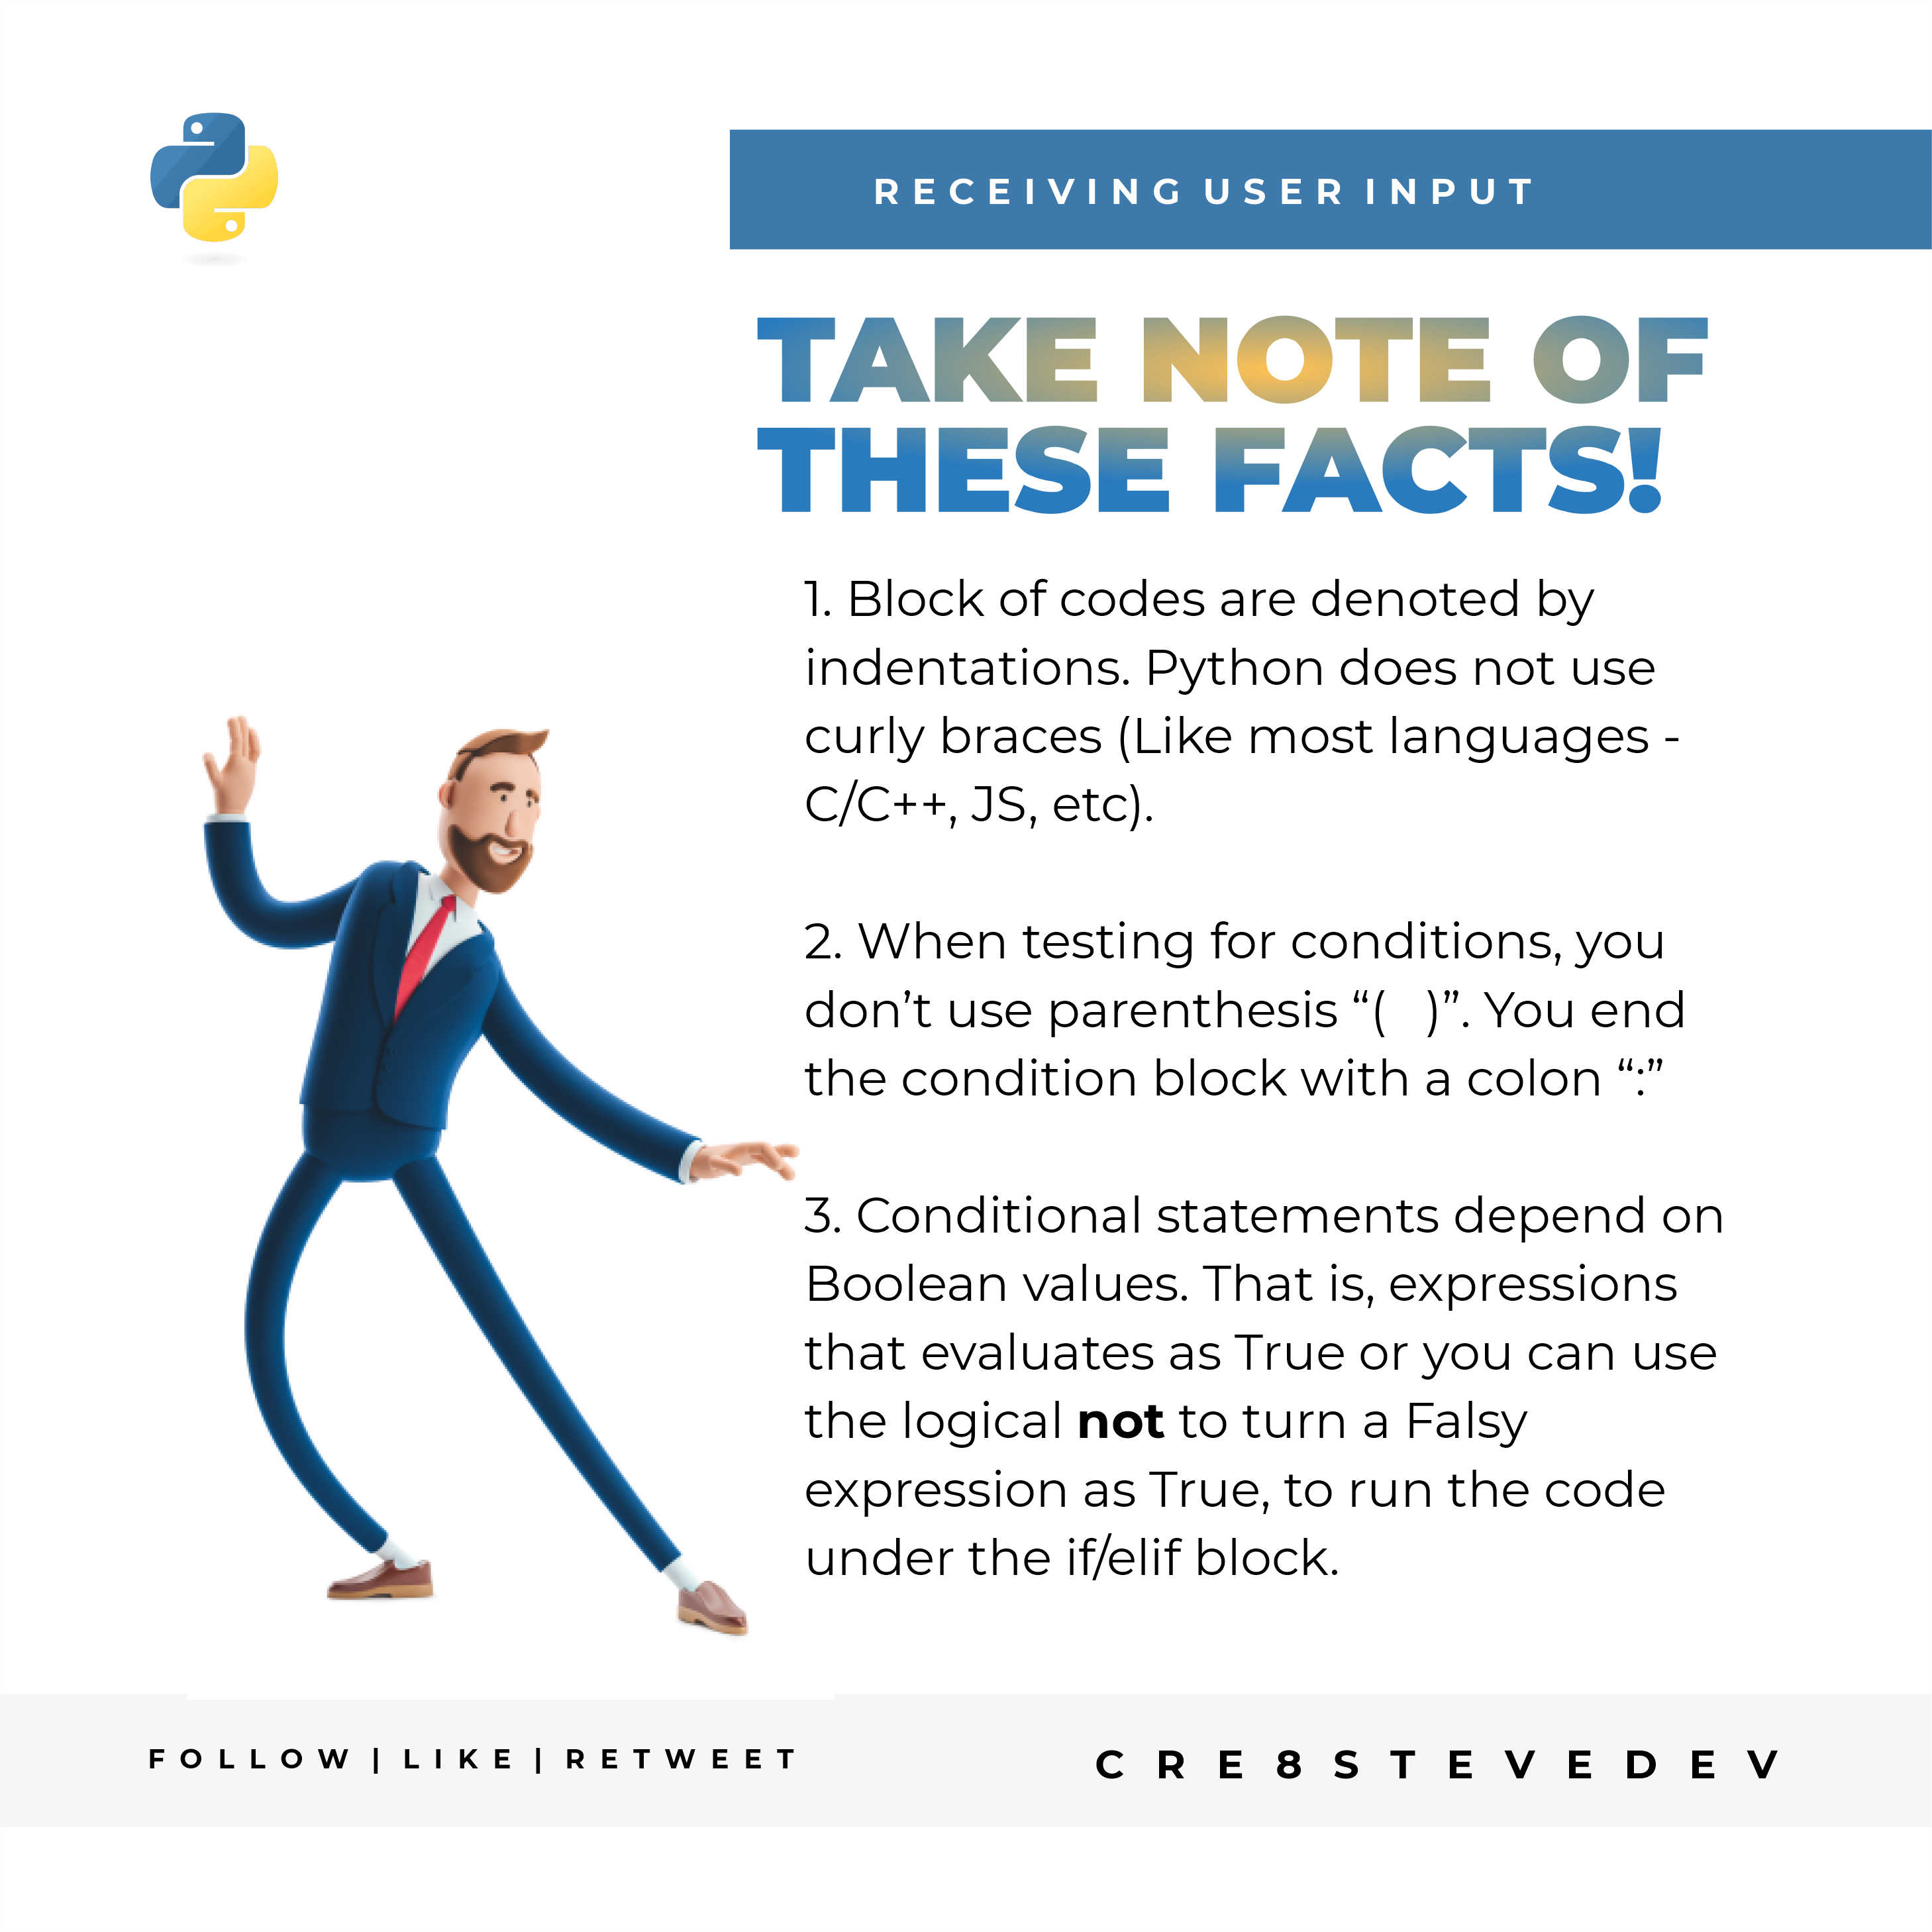 RECEIVING USER INPUT
TAKE NOTE OF
THESE FACTS!
1. Block of codes are denoted by
indentations. Python does not use
curly braces (Like most languages -
C/C++, JS, etc).
2. When testing for conditions, you
don’t use parenthesis “(   )”. You end
the condition block with a colon “:”
3. Conditional statements depend on
Boolean values. That is, expressions
that evaluates as True or you can use
the logical not to turn a Falsy
expression as True, to run the code
under the if/elif block.
FOLLOW | LIKE | RETWEET
CRE8STEVEDEV